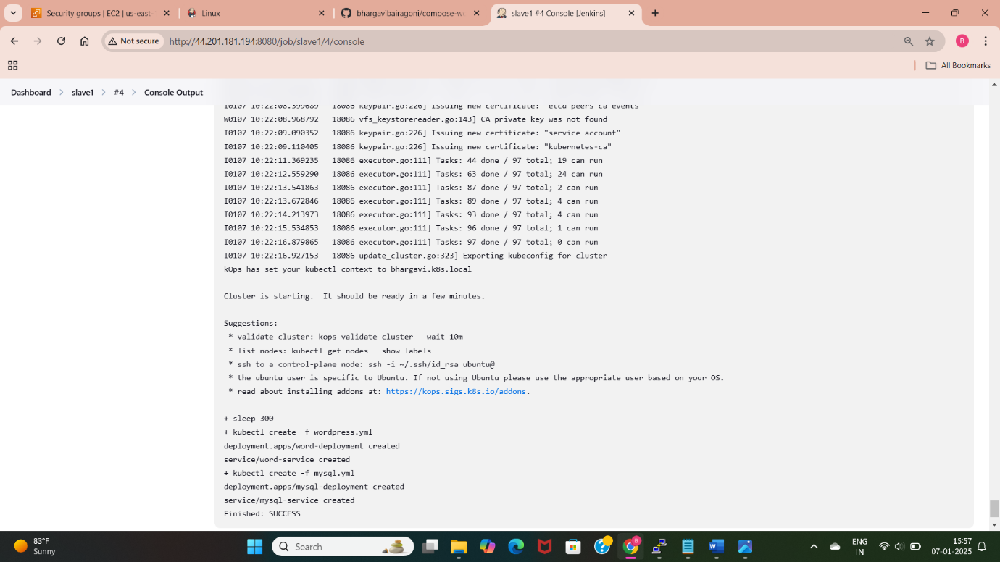 Security groups | EC2 | us-east-
Linux
bhargavibairagoni/compose-wo
slave1 #4 Console [Jenkins]
Not secure
http://44.201.181.194:8080/job/slave1/4/console
B
All Bookmarks
Dashboard > slave1 > #4 > Console Output
I0107 10:22:08.399689 18086 keypair.go:226] Issuing new certificate: "etcd-peers-ca-events"
W0107 10:22:08.968792 18086 vfs_keystorereader.go:143] CA private key was not found
I0107 10:22:09.090352 18086 keypair.go:226] Issuing new certificate: "service-account"
I0107 10:22:09.110405 18086 keypair.go:226] Issuing new certificate: "kubernetes-ca"
I0107 10:22:11.369235 18086 executor.go:111] Tasks: 44 done / 97 total; 19 can run
I0107 10:22:12.559290 18086 executor.go:111] Tasks: 63 done / 97 total; 24 can run
I0107 10:22:13.541863 18086 executor.go:111] Tasks: 87 done / 97 total; 2 can run
I0107 10:22:13.672846 18086 executor.go:111] Tasks: 89 done / 97 total; 4 can run
I0107 10:22:14.213973 18086 executor.go:111] Tasks: 93 done / 97 total; 4 can run
I0107 10:22:15.534853 18086 executor.go:111] Tasks: 96 done / 97 total; 1 can run
I0107 10:22:16.879865 18086 executor.go:111] Tasks: 97 done / 97 total; 0 can run
I0107 10:22:16.927153 18086 update_cluster.go:323] Exporting kubeconfig for cluster
kOps has set your kubectl context to bhargavi.k8s.local
Cluster is starting. It should be ready in a few minutes.
Suggestions:
* validate cluster: kops validate cluster --wait 10m
* list nodes: kubectl get nodes --show-labels
* ssh to a control-plane node: ssh -i ~/.ssh/id_rsa ubuntu@
* the ubuntu user is specific to Ubuntu. If not using Ubuntu please use the appropriate user based on your OS.
* read about installing addons at: https://kops.sigs.k8s.io/addons.
+ sleep 300
+ kubectl create -f wordpress.yml
deployment.apps/word-deployment created
service/word-service created
+ kubectl create -f mysql.yml
deployment.apps/mysql-deployment created
service/mysql-service created
Finished: SUCCESS
83°F
Sunny
Search
ENG
IN
15:57
07-01-2025